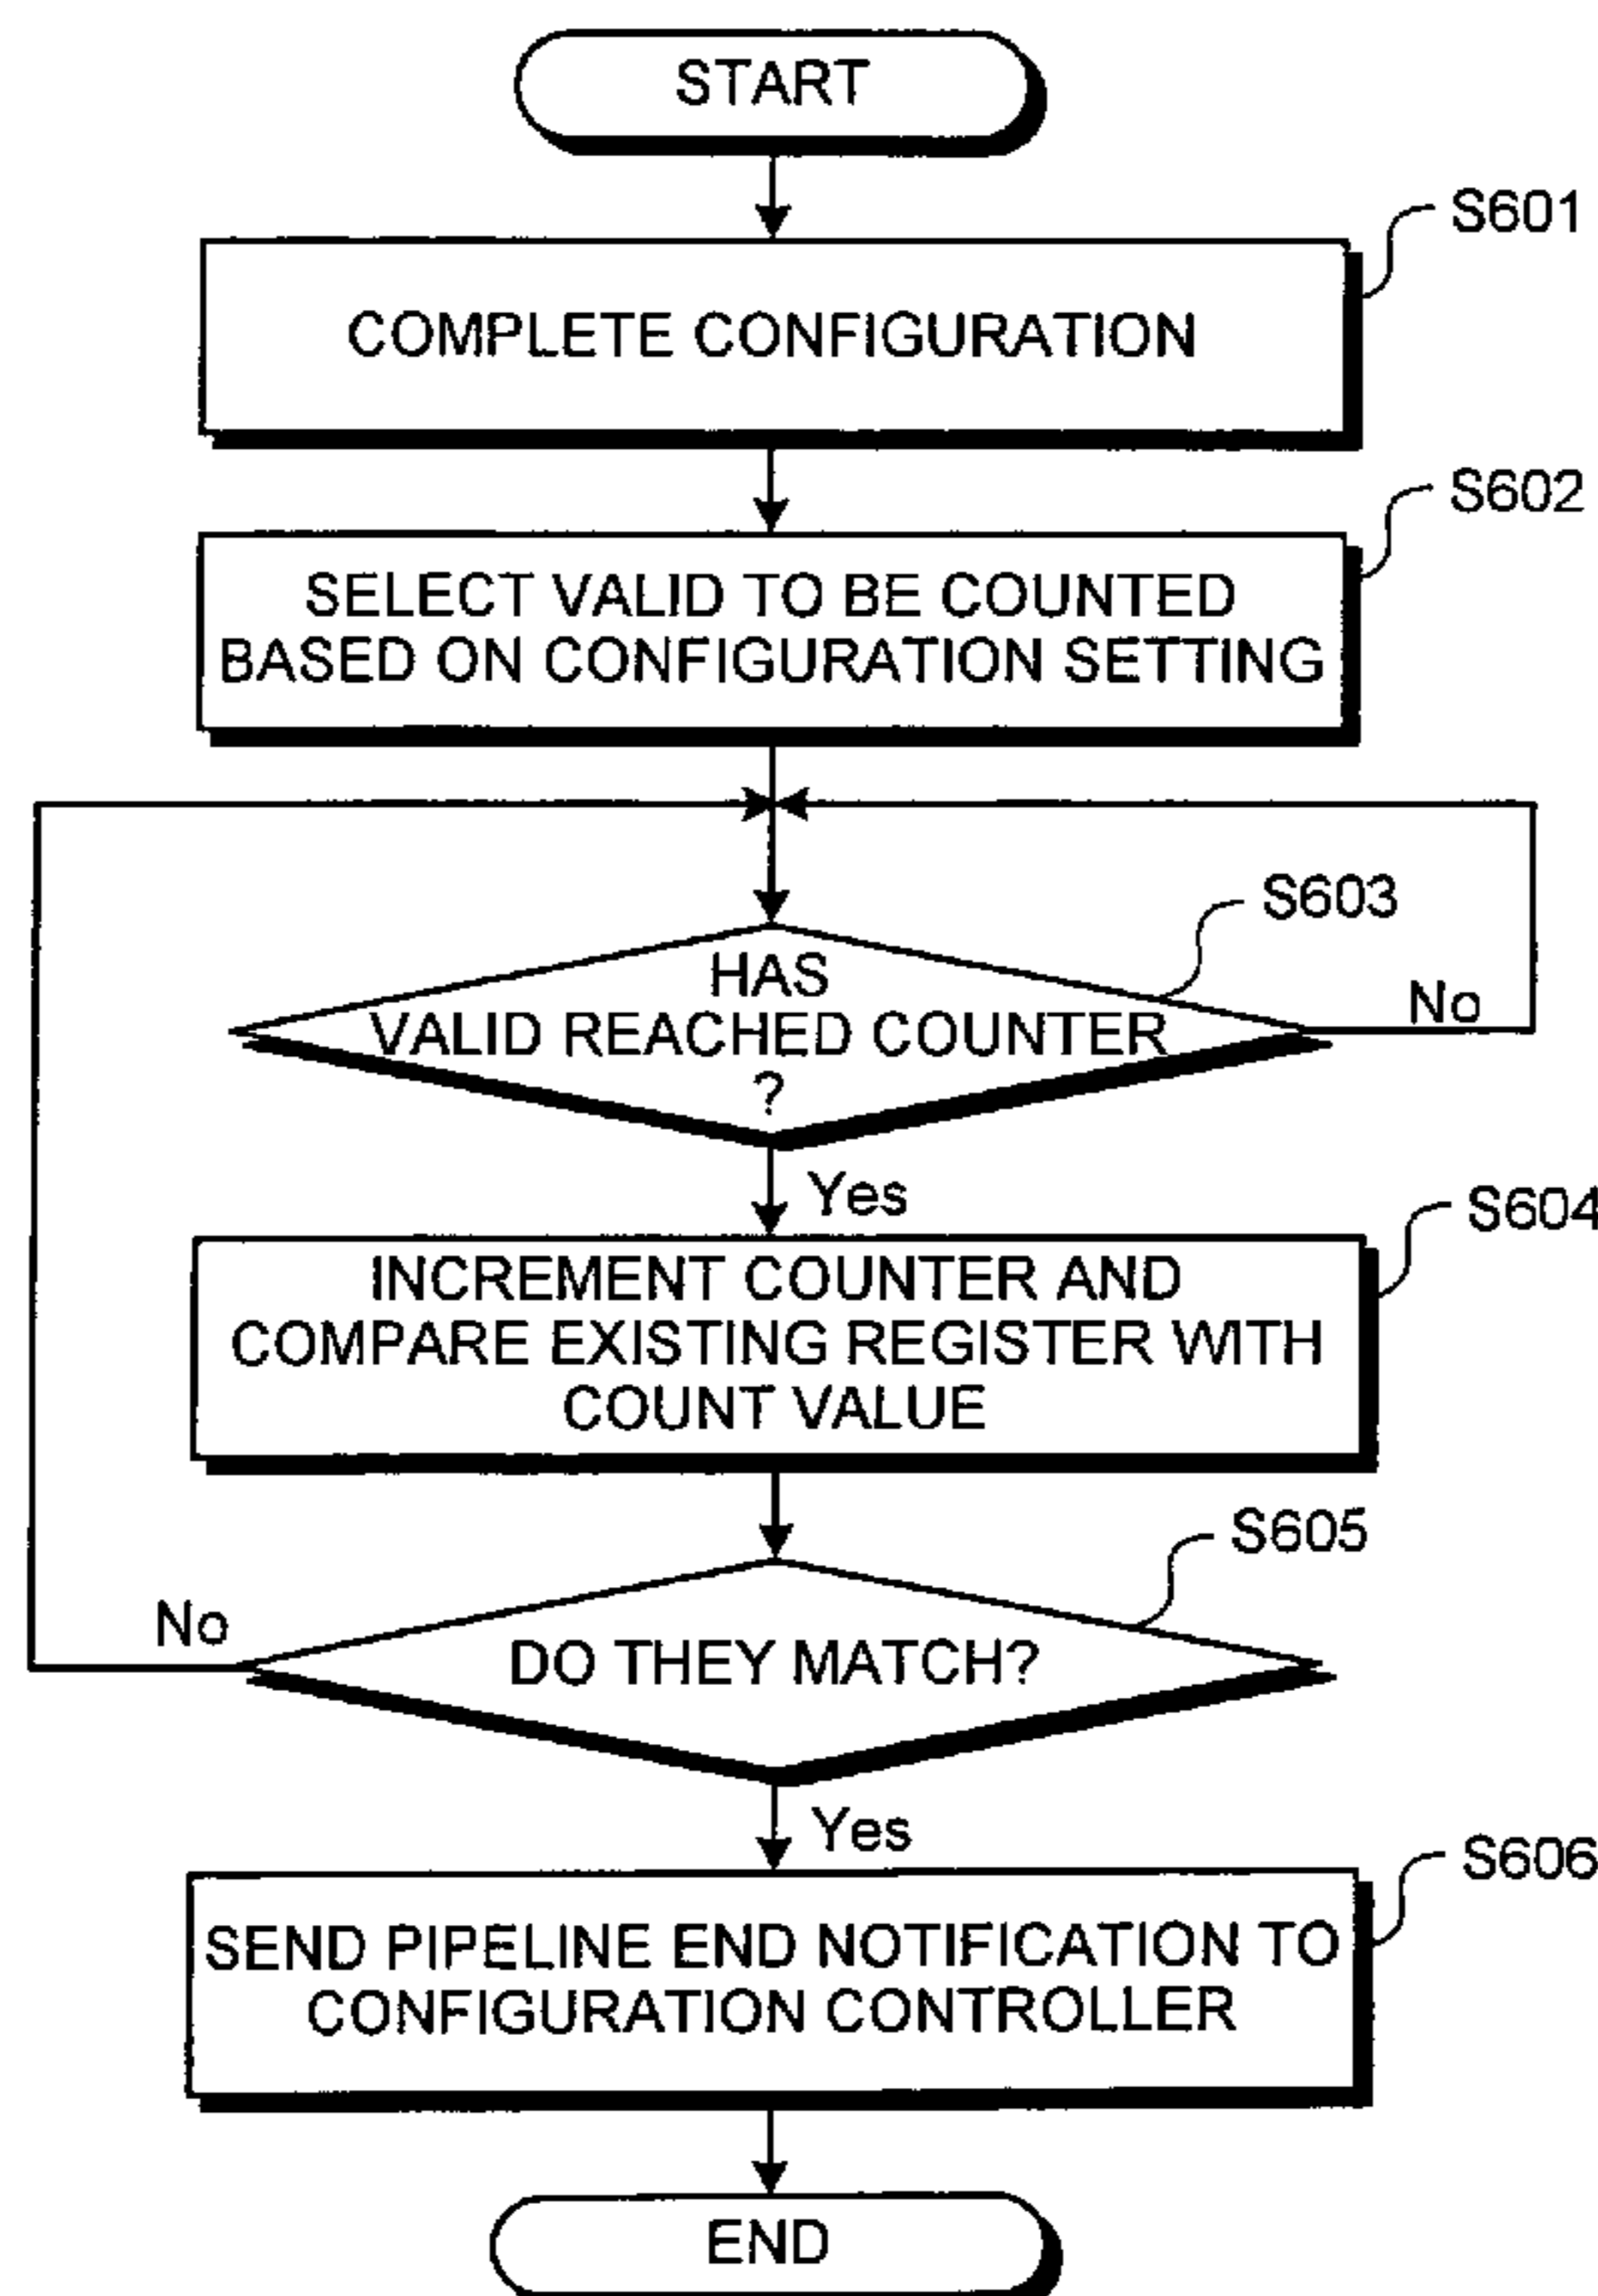 START
S601
COMPLETE CONFIGURATION
S602
SELECT VALID TO BE COUNTED
BASED ON CONFIGURATION SETTING
S603
HAS
VALID REACHED COUNTER
?
No
Yes
S604
INCREMENT COUNTER AND
COMPARE EXISTING REGISTER WITH
COUNT VALUE
S605
No
DO THEY MATCH?
Yes
S606
SEND PIPELINE END NOTIFICATION TO
CONFIGURATION CONTROLLER
END